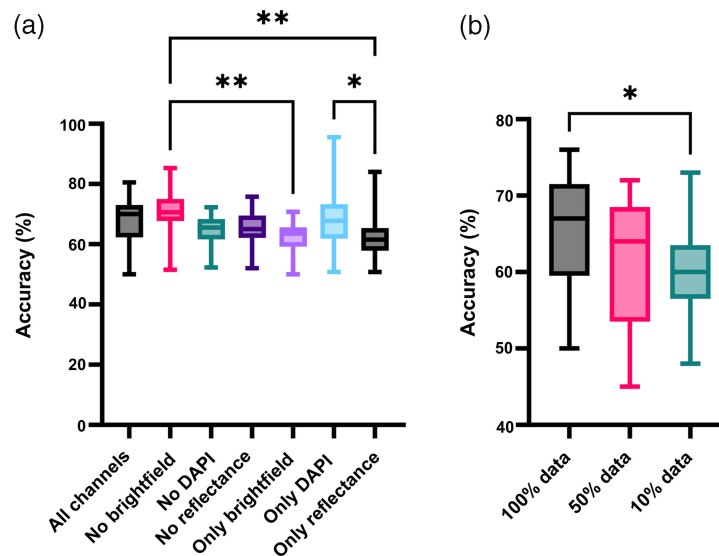 (a)
**
**
*
Accuracy (%)
100
80
60
40
20
0
All channels
No brightfield
No DAPI
No reflectance
Only brightfield
Only DAPI
Only reflectance
(b)
*
Accuracy (%)
80
70
60
50
40
100% data
50% data
10% data